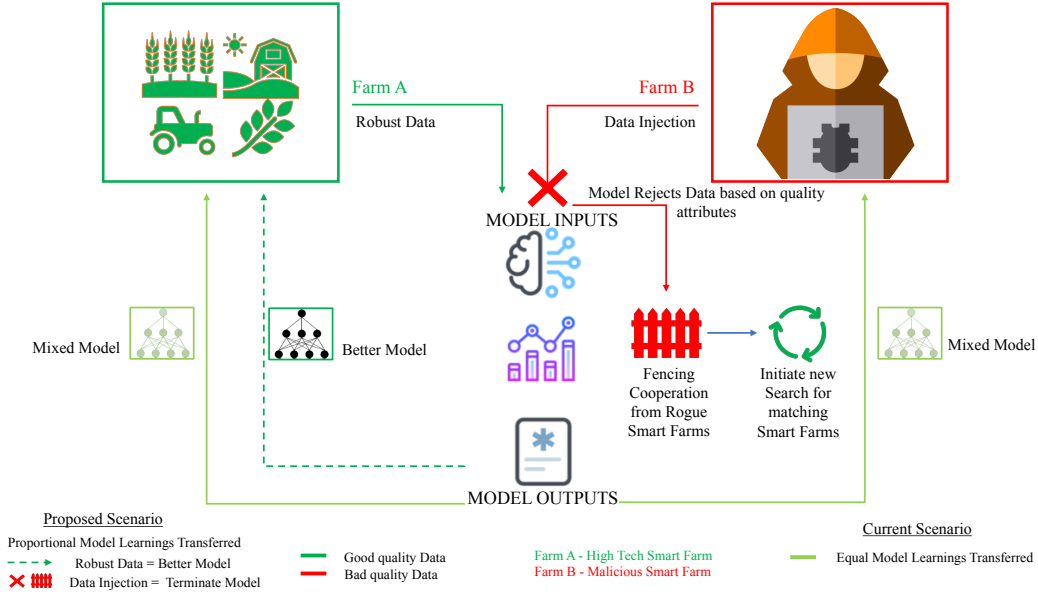 Farm A
Robust Data
Farm B
Data Injection
Model Rejects Data based on quality
attributes
MODEL INPUTS
Mixed Model
Better Model
Fencing
Cooperation
from Rogue
Smart Farms
Initiate new
Search for
matching
Smart Farms
Mixed Model
MODEL OUTPUTS
Proposed Scenario
Proportional Model Learnings Transferred
Robust Data = Better Model
Data Injection = Terminate Model
Good quality Data
Bad quality Data
Farm A - High Tech Smart Farm
Farm B - Malicious Smart Farm
Current Scenario
Equal Model Learnings Transferred